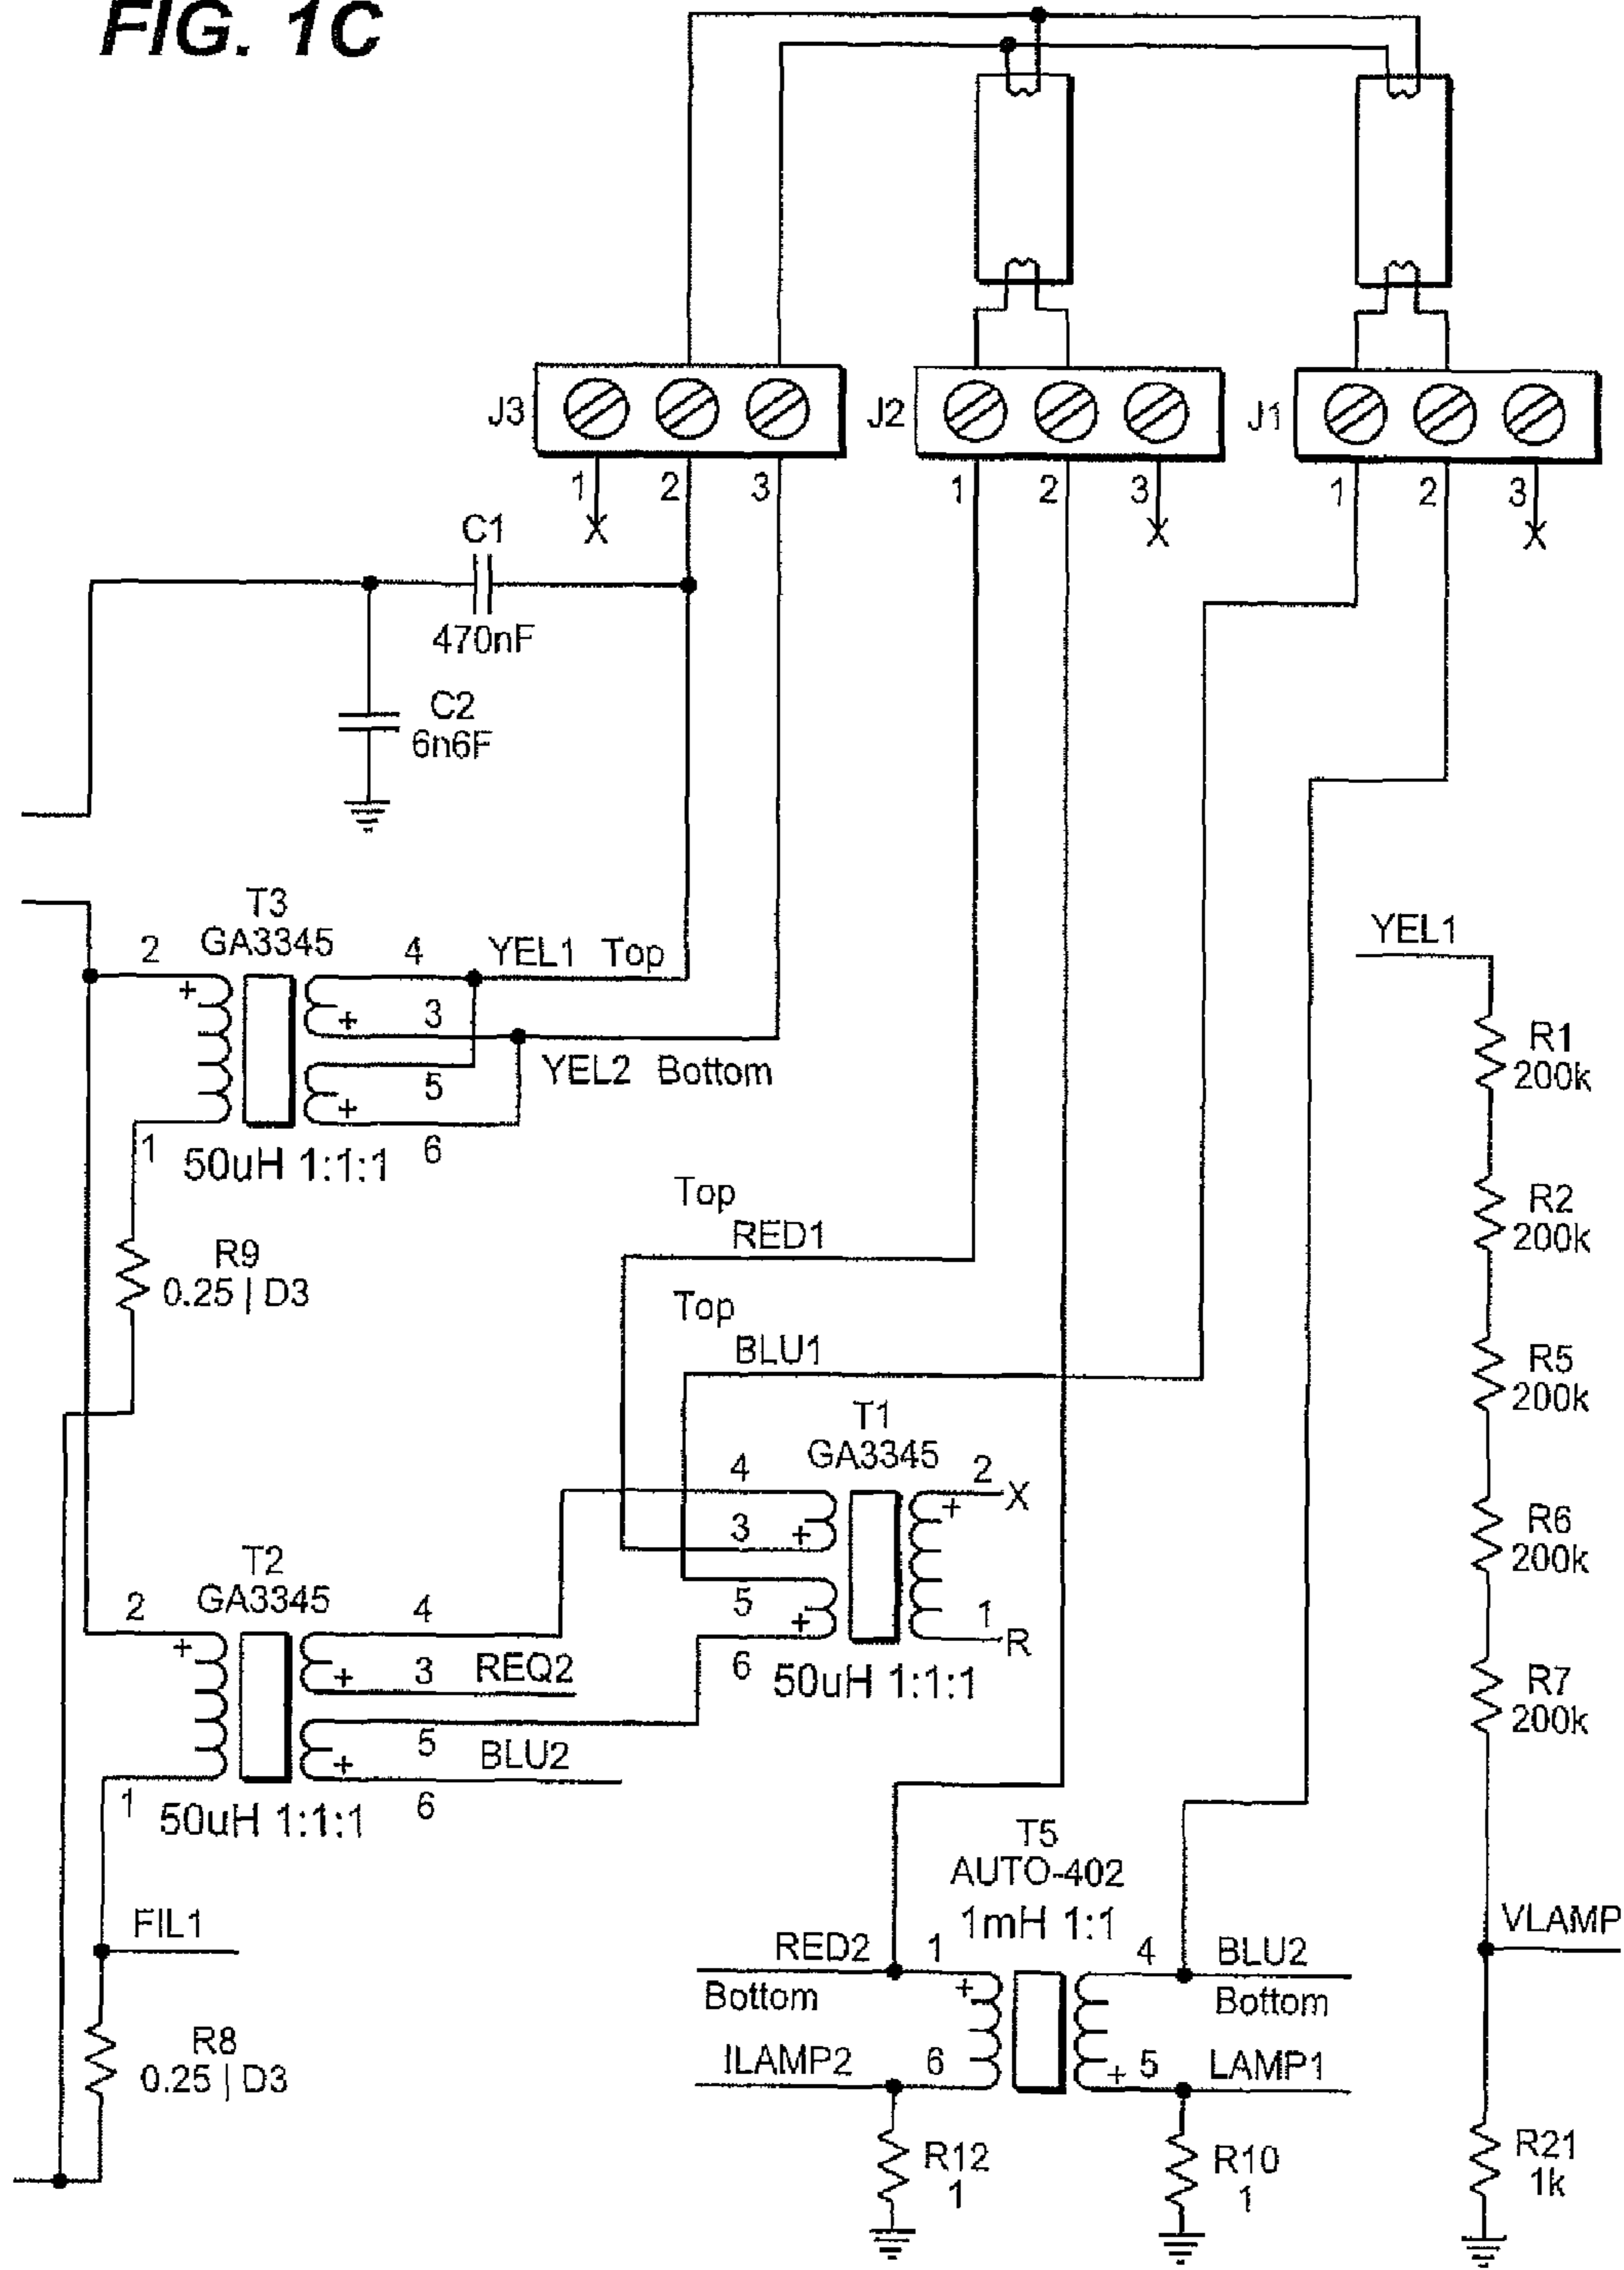 FIG. 1C
J3
J2
J1
1 2 3
X
1 2 3
X
1 2 3
X
C1
470nF
C2
6n6F
T3
GA3345
2
+
1
4
3
+
5
+
6
YEL1 Top
YEL2 Bottom
50uH 1:1:1
YEL1
R1
200k
R2
200k
R5
200k
R6
200k
R7
200k
VLAMP
R21
1k
R9
0.25 | D3
Top
RED1
Top
BLU1
T1
GA3345
4
3
+
5
+
6
2
+
X
1
R
50uH 1:1:1
T2
GA3345
2
+
1
4
3
+
REQ2
5
+
BLU2
6
50uH 1:1:1
FIL1
R8
0.25 | D3
T5
AUTO-402
1mH 1:1
RED2
Bottom
1
+
ILAMP2
6
4
BLU2
Bottom
+ 5
LAMP1
R12
1
R10
1